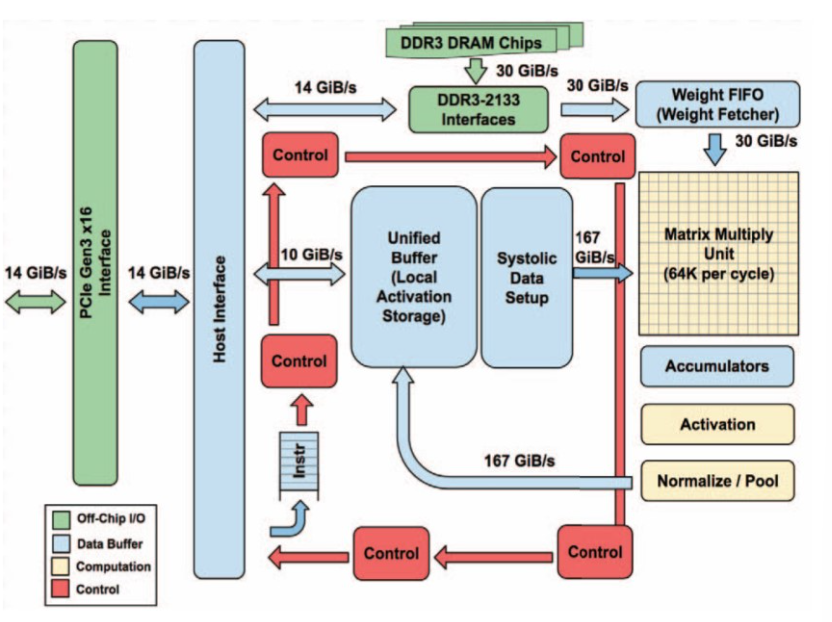 DDR3 DRAM Chips
30 GiB/s
14 GiB/s
DDR3-2133
Interfaces
30 GiB/s
Weight FIFO
(Weight Fetcher)
30 GiB/s
Control
Control
PCIe Gen3 x16
Interface
Host Interface
14 GiB/s
14 GiB/s
10 GiB/s
Unified
Buffer
(Local
Activation
Storage)
Systolic
Data
Setup
167
GiB/s
Matrix Multiply
Unit
(64K per cycle)
Control
Accumulators
Activation
Instr
167 GiB/s
Normalize / Pool
Control
Control
Off-Chip I/O
Data Buffer
Computation
Control